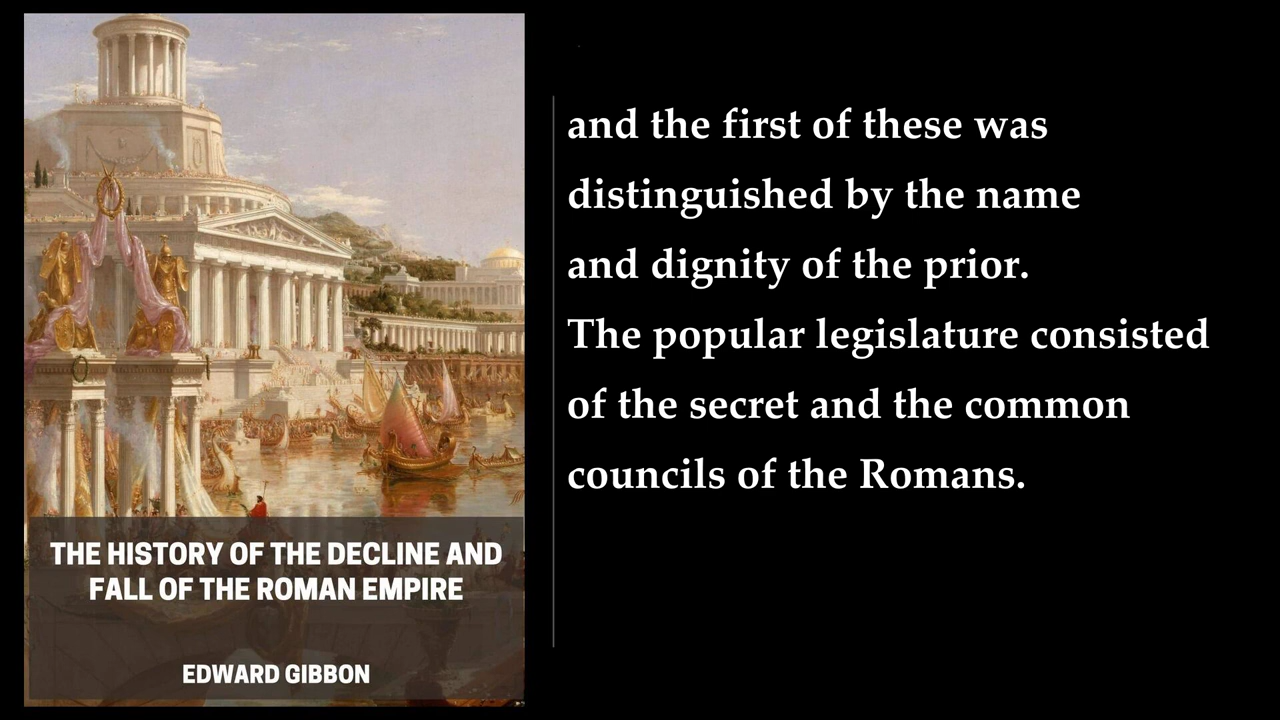 THE HISTORY OF THE DECLINE AND
FALL OF THE ROMAN EMPIRE
EDWARD GIBBON
and the first of these was
distinguished by the name
and dignity of the prior.
The popular legislature consisted
of the secret and the common
councils of the Romans.